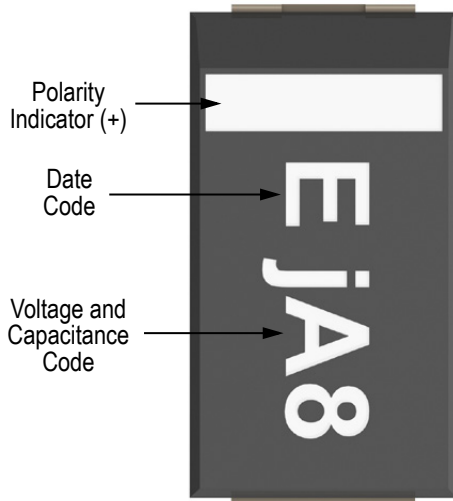 Polarity
Indicator (+)
Date
Code
Voltage and
Capacitance
Code
E jA8